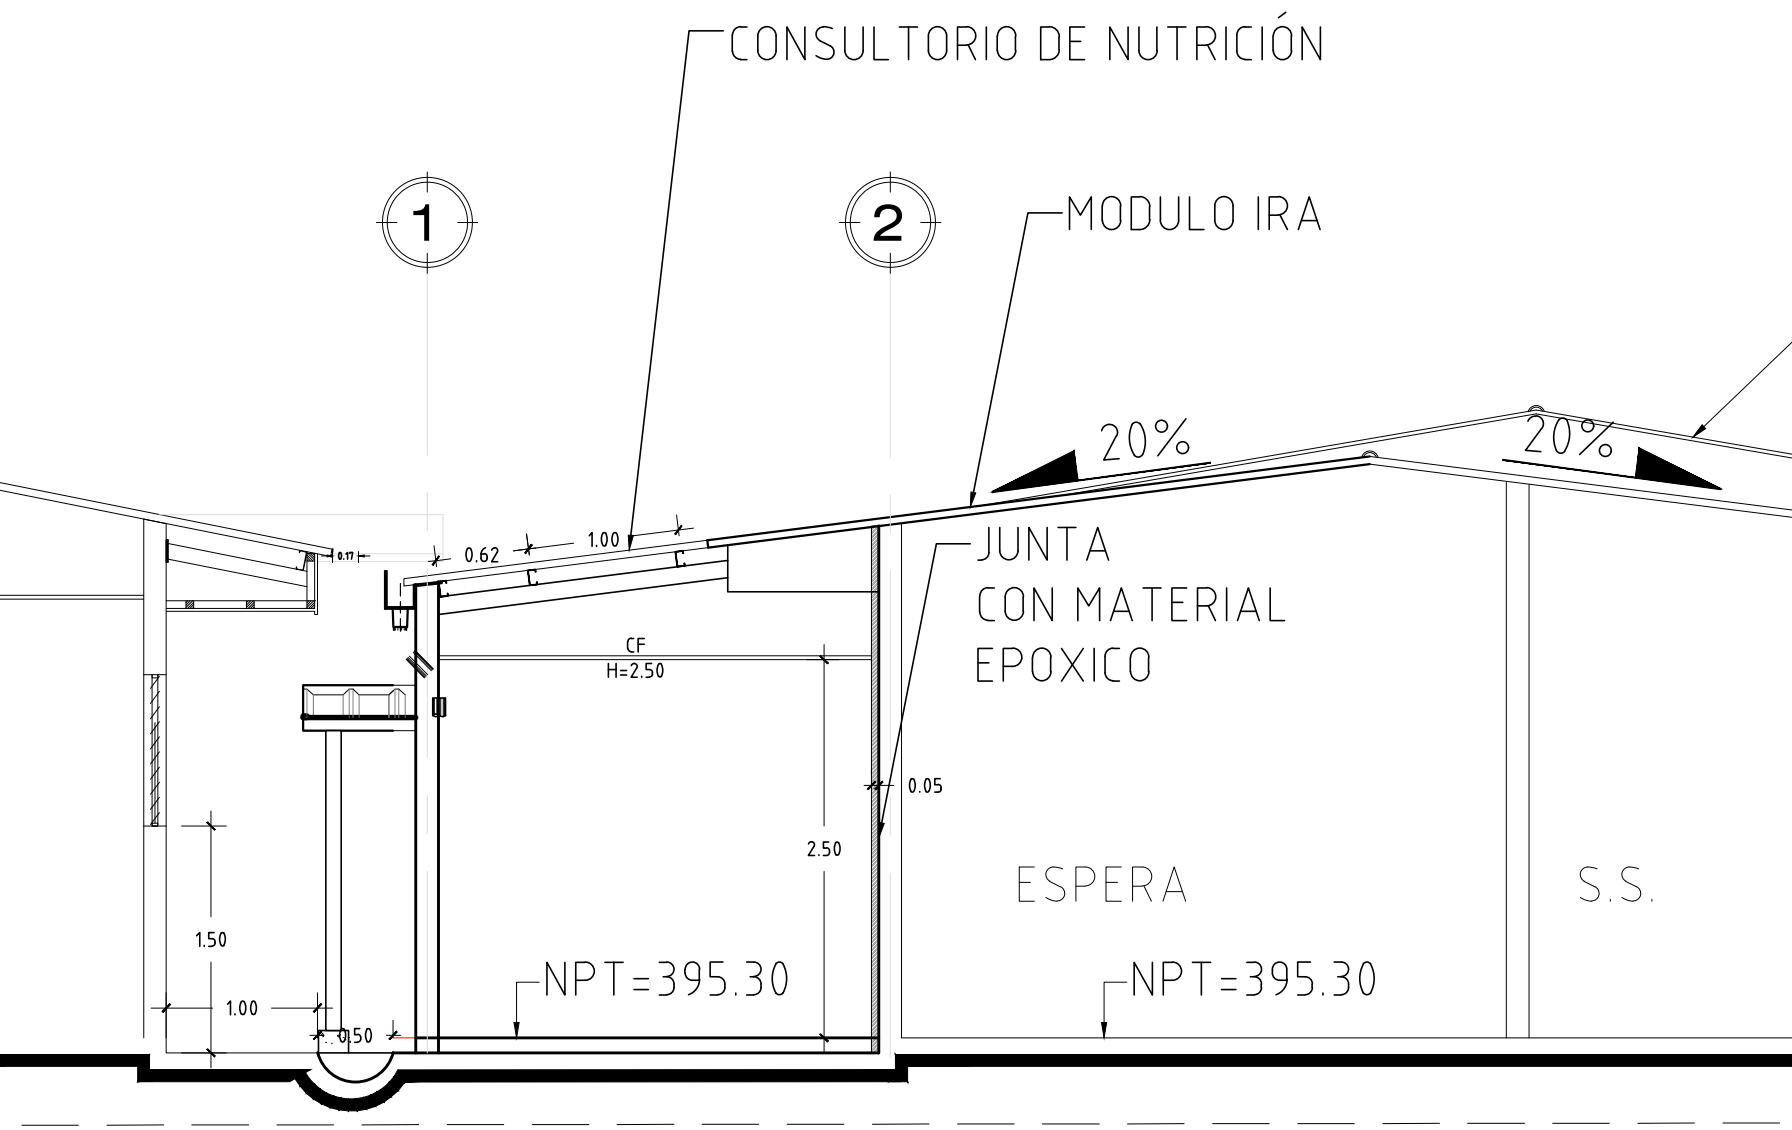 CONSULTORIO DE NUTRICIÓN
1
2
MODULO IRA
20%
20%
0.17
0.62
1.00
JUNTA
CON MATERIAL
EPOXICO
CF
H=2.50
0.05
2.50
ESPERA
S.S.
1.50
NPT=395.30
NPT=395.30
1.00
0.50